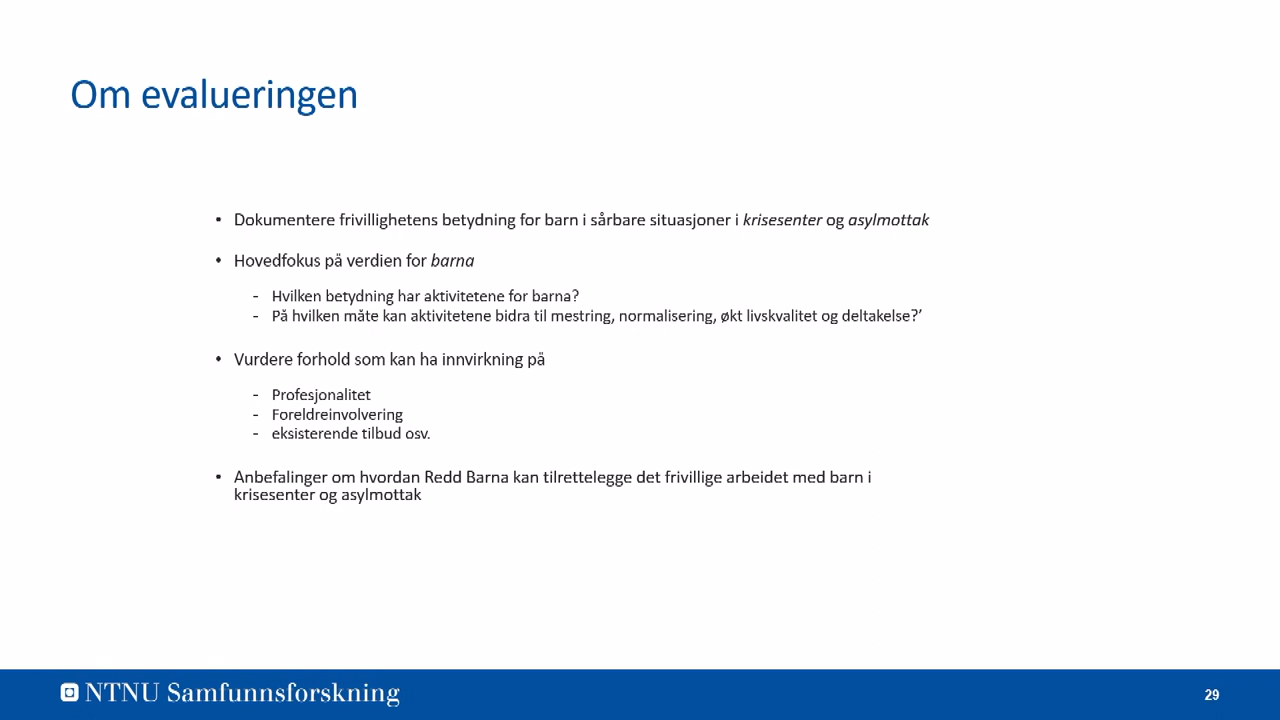 Om evalueringen
• Dokumentere frivillighetens betydning for barn i sårbare situasjoner i krisesenter og asylmottak
• Hovedfokus på verdien for barna
- Hvilken betydning har aktivitetene for barna?
- På hvilken måte kan aktivitetene bidra til mestring, normalisering, økt livskvalitet og deltakelse?’
• Vurdere forhold som kan ha innvirkning på
- Profesjonalitet
- Foreldreinvolvering
- eksisterende tilbud osv.
• Anbefalinger om hvordan Redd Barna kan tilrettelegge det frivillige arbeidet med barn i
krisesenter og asylmottak
NTNU Samfunnsforskning
29